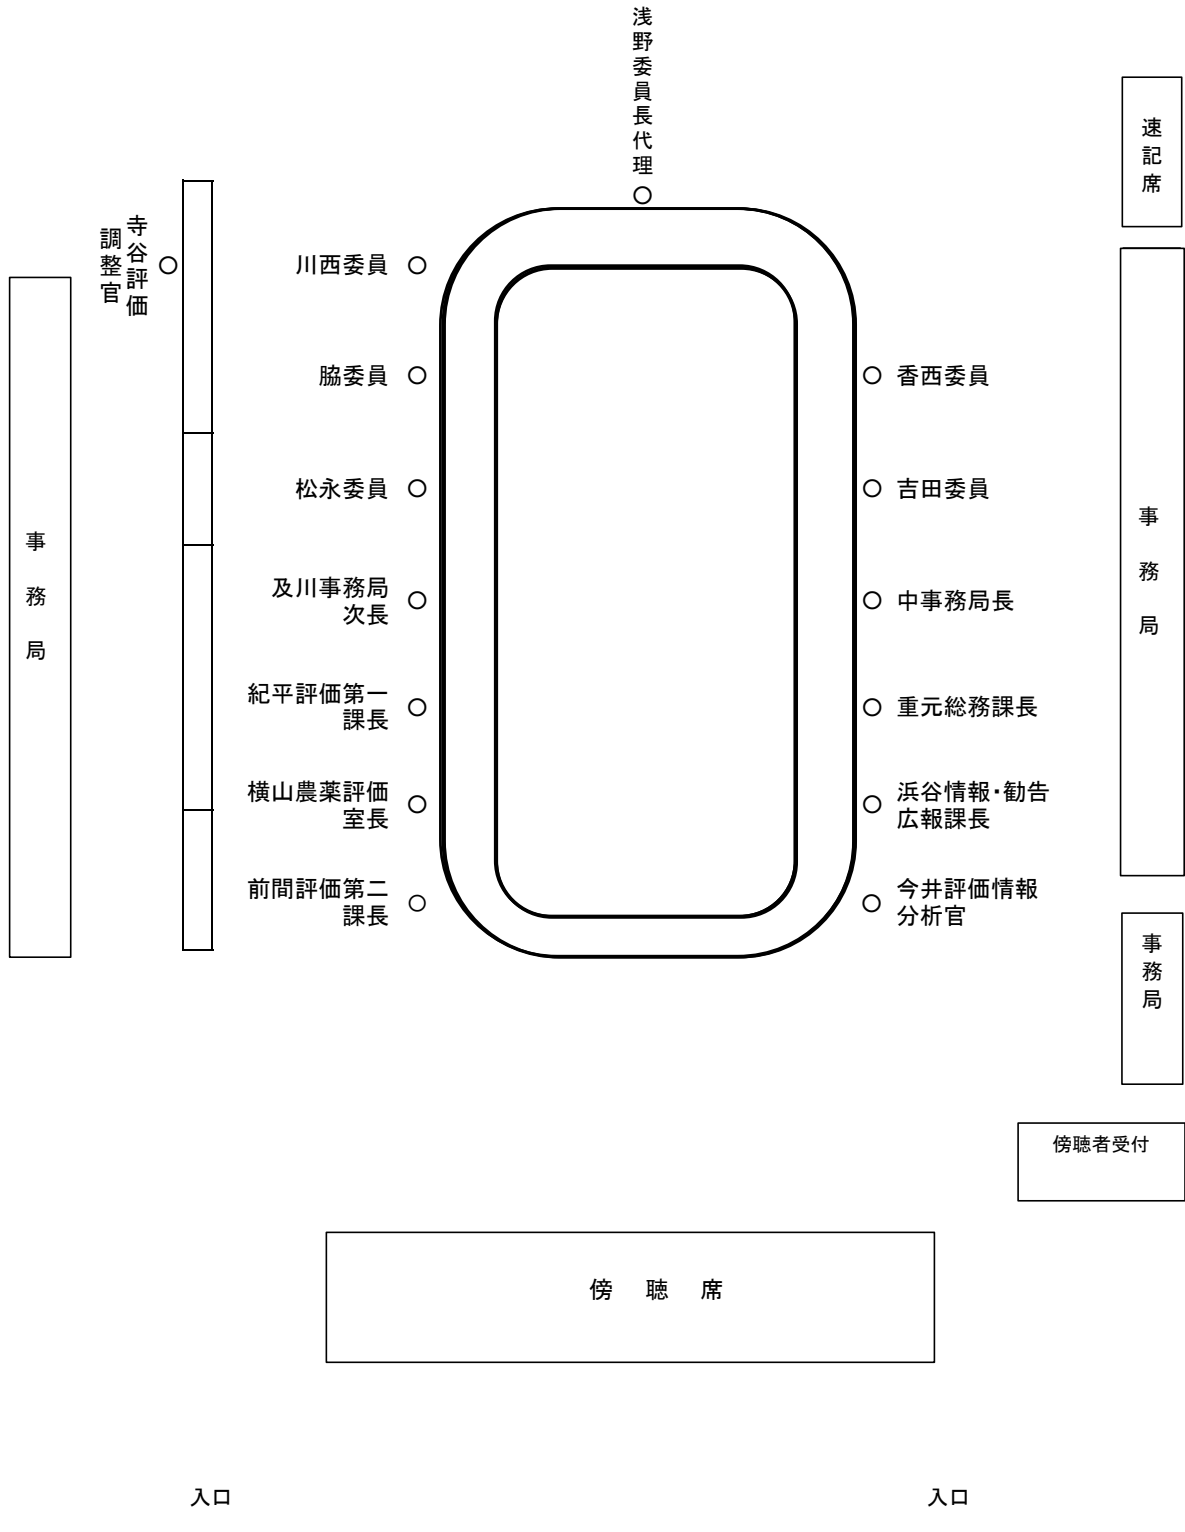 浅野委員長代理
速記席
寺谷評価
調整官
川西委員
脇委員
香西委員
松永委員
吉田委員
事務局
事務局
及川事務局
次長
中事務局長
紀平評価第一
課長
重元総務課長
横山農薬評価
室長
浜谷情報・勧告
広報課長
前間評価第二
課長
今井評価情報
分析官
事務局
傍聴者受付
傍聴席
入口
入口